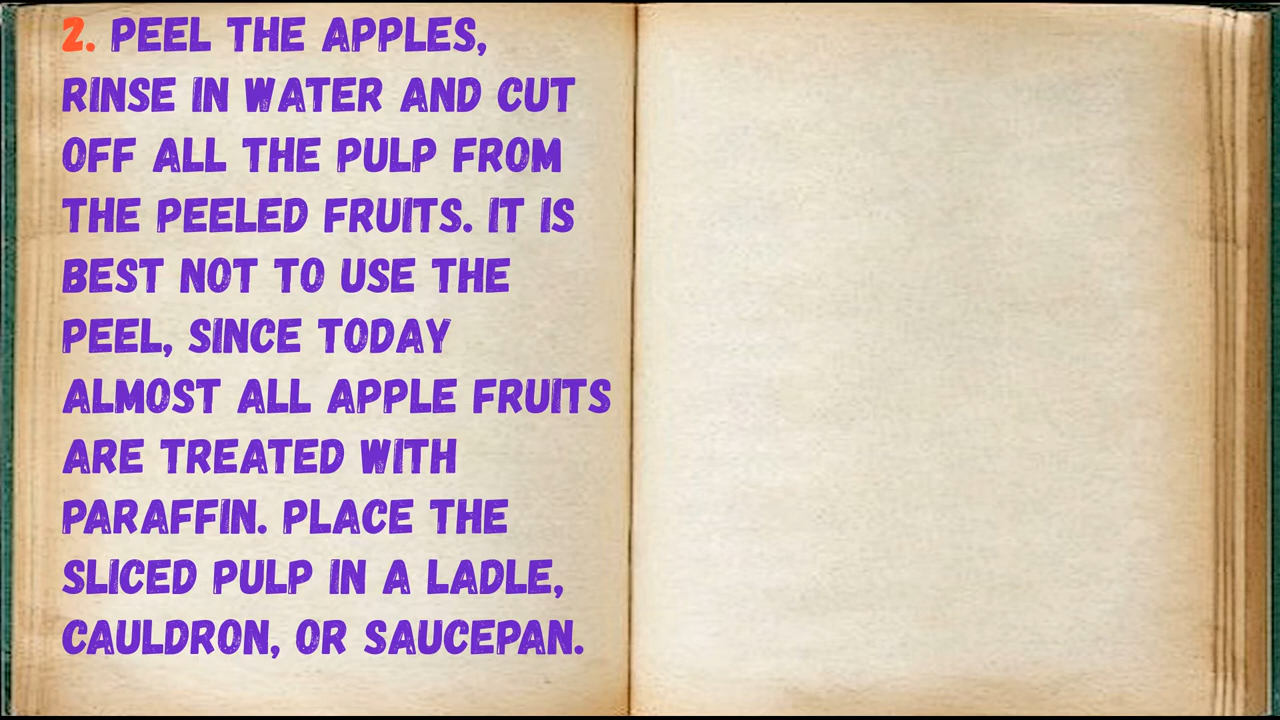 2. PEEL THE APPLES,
RINSE IN WATER AND CUT
OFF ALL THE PULP FROM
THE PEELED FRUITS. IT IS
BEST NOT TO USE THE
PEEL, SINCE TODAY
ALMOST ALL APPLE FRUITS
ARE TREATED WITH
PARAFFIN. PLACE THE
SLICED PULP IN A LADLE,
CAULDRON, OR SAUCEPAN.